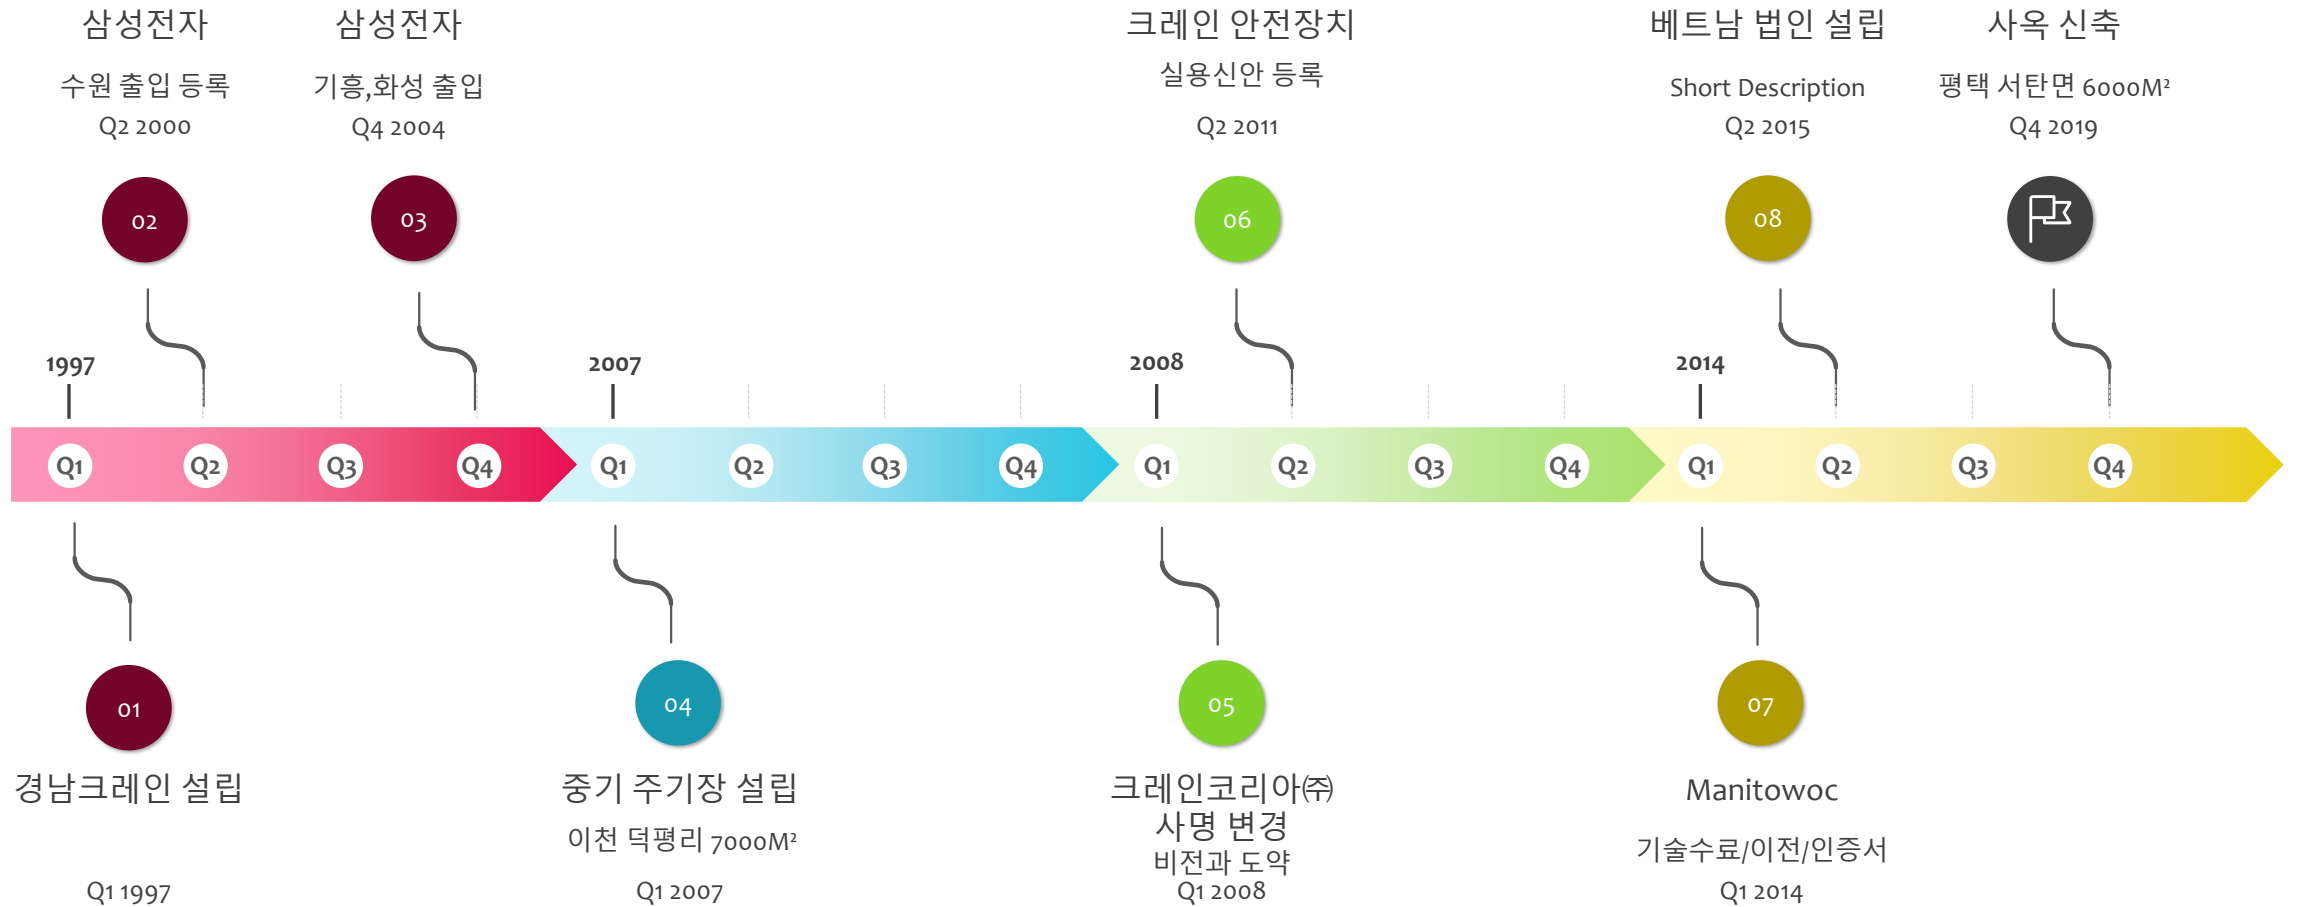 삼성전자
수원 출입 등록
Q2 2000
02
삼성전자
기흥,화성 출입
Q4 2004
03
크레인 안전장치
실용신안 등록
Q2 2011
06
베트남 법인 설립
Short Description
Q2 2015
08
사옥 신축
평택 서탄면 6000M²
Q4 2019
1997
2007
2008
2014
Q1 Q2 Q3 Q4 Q1 Q2 Q3 Q4 Q1 Q2 Q3 Q4 Q1 Q2 Q3 Q4
01
경남크레인 설립
Q1 1997
04
중기 주기장 설립
이천 덕평리 7000M²
Q1 2007
05
크레인코리아㈜
사명 변경
비전과 도약
Q1 2008
07
Manitowoc
기술수료/이전/인증서
Q1 2014